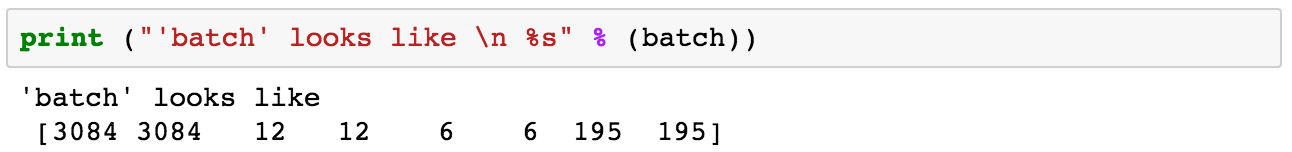 print ("'batch' looks like \n %s" % (batch))
'batch' looks like
[3084 3084   12   12    6    6  195  195]